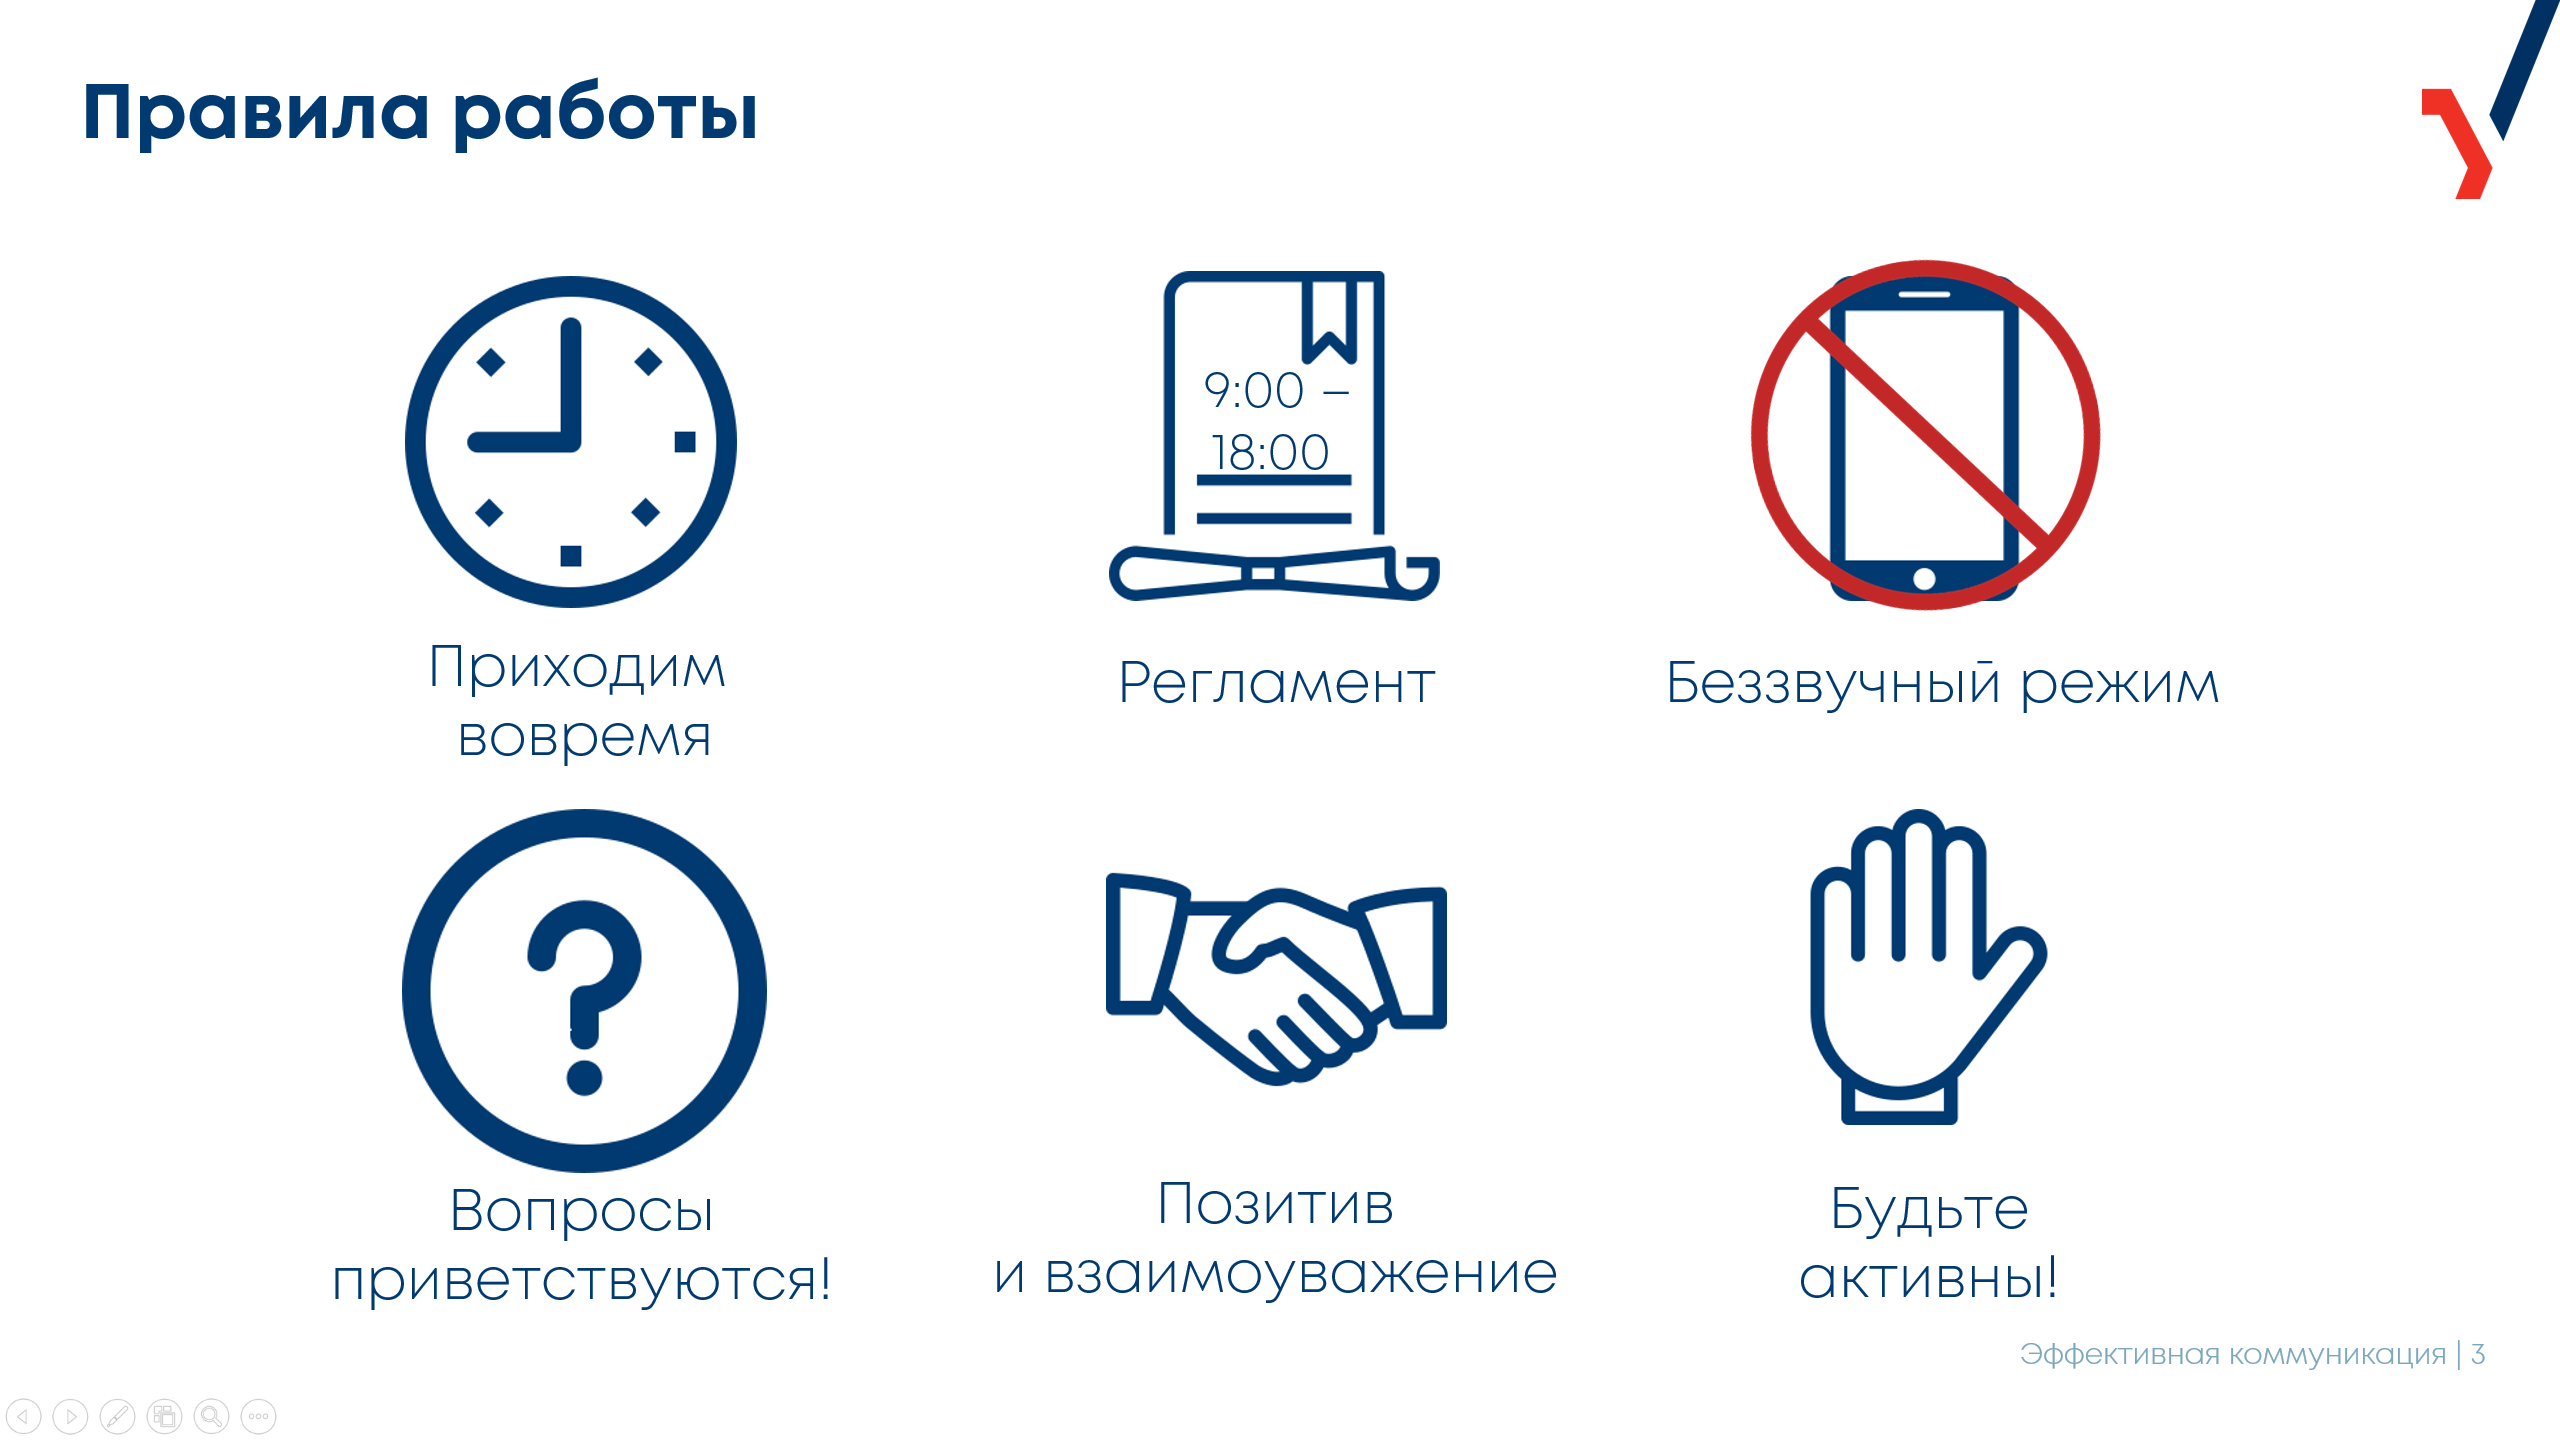 Правила работы
9:00 –
18:00
Приходим
вовремя
Регламент
Беззвучный режим
Вопросы
приветствуются!
Позитив
и взаимоуважение
Будьте
активны!
Эффективная коммуникация | 3